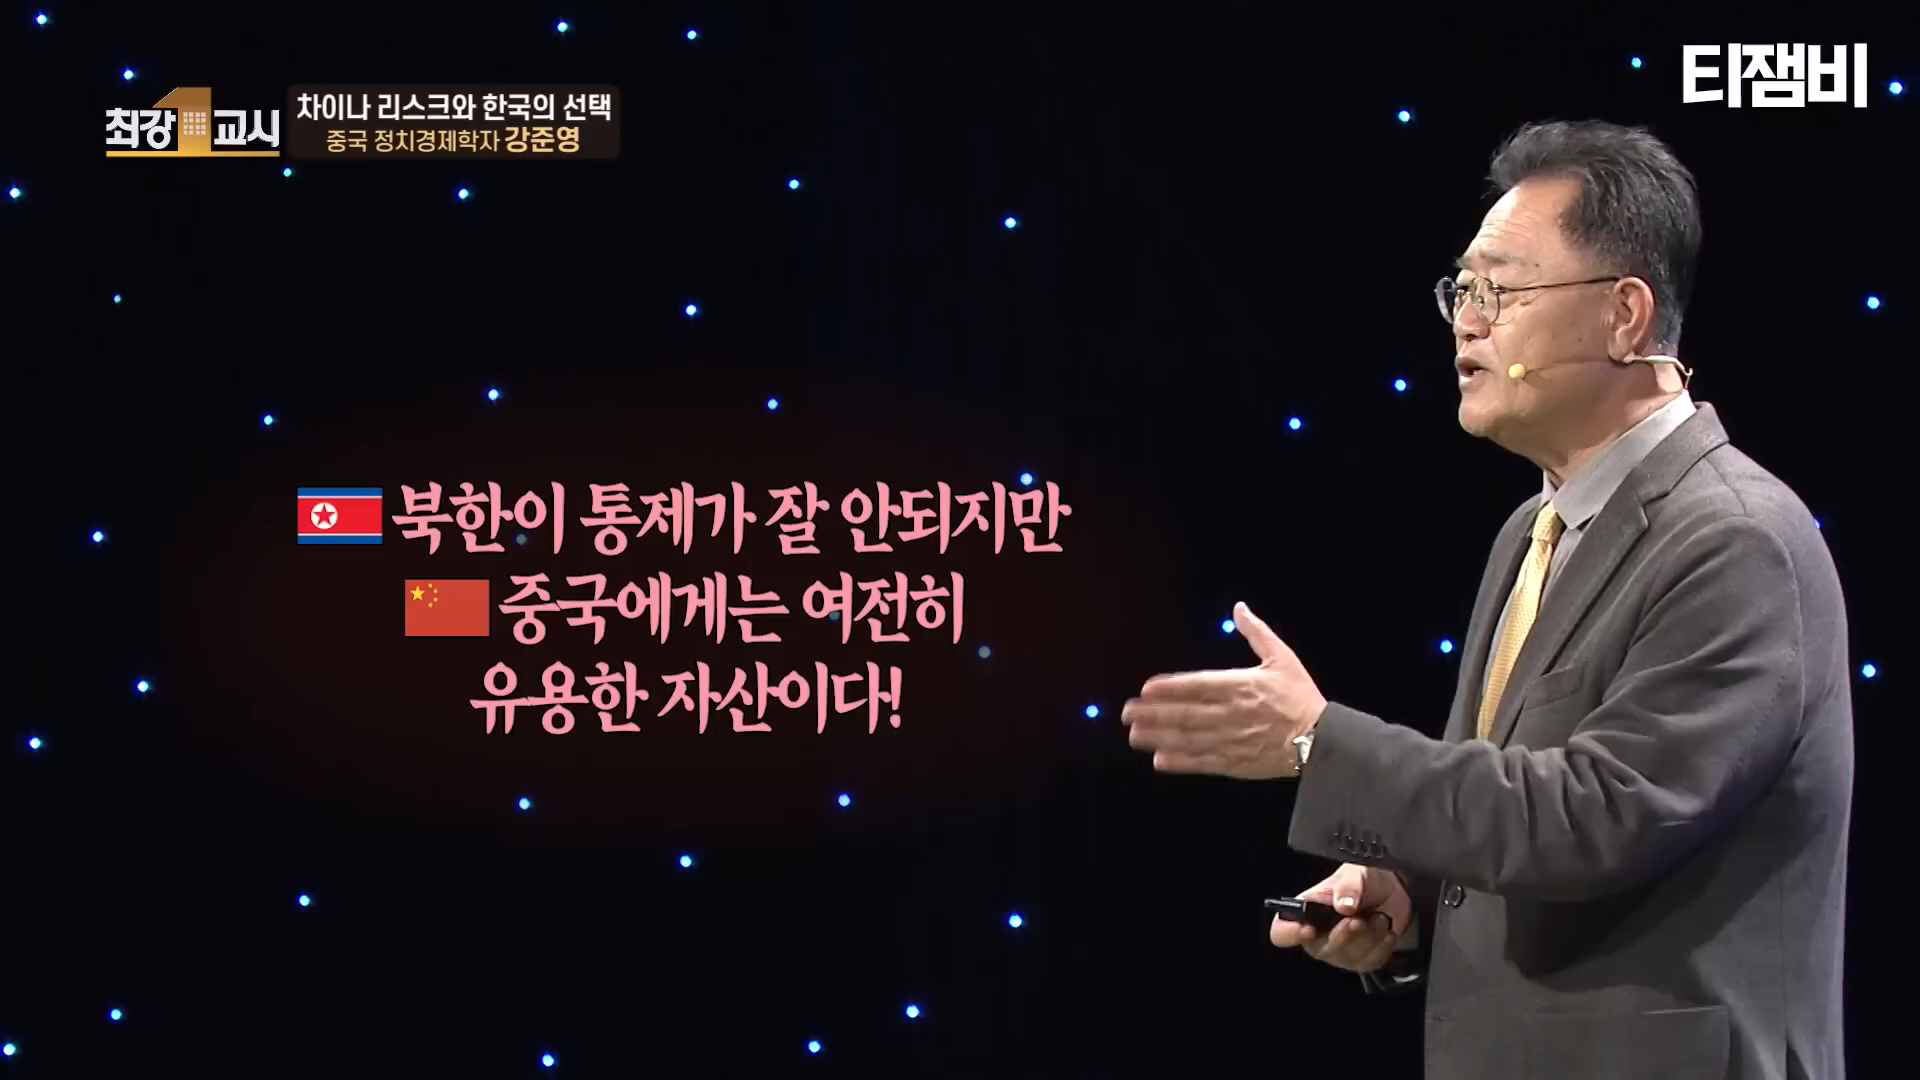 티잼비
최강1교시
차이나 리스크와 한국의 선택
중국 정치경제학자 강준영
북한이 통제가 잘 안되지만
중국에게는 여전히
유용한 자산이다!